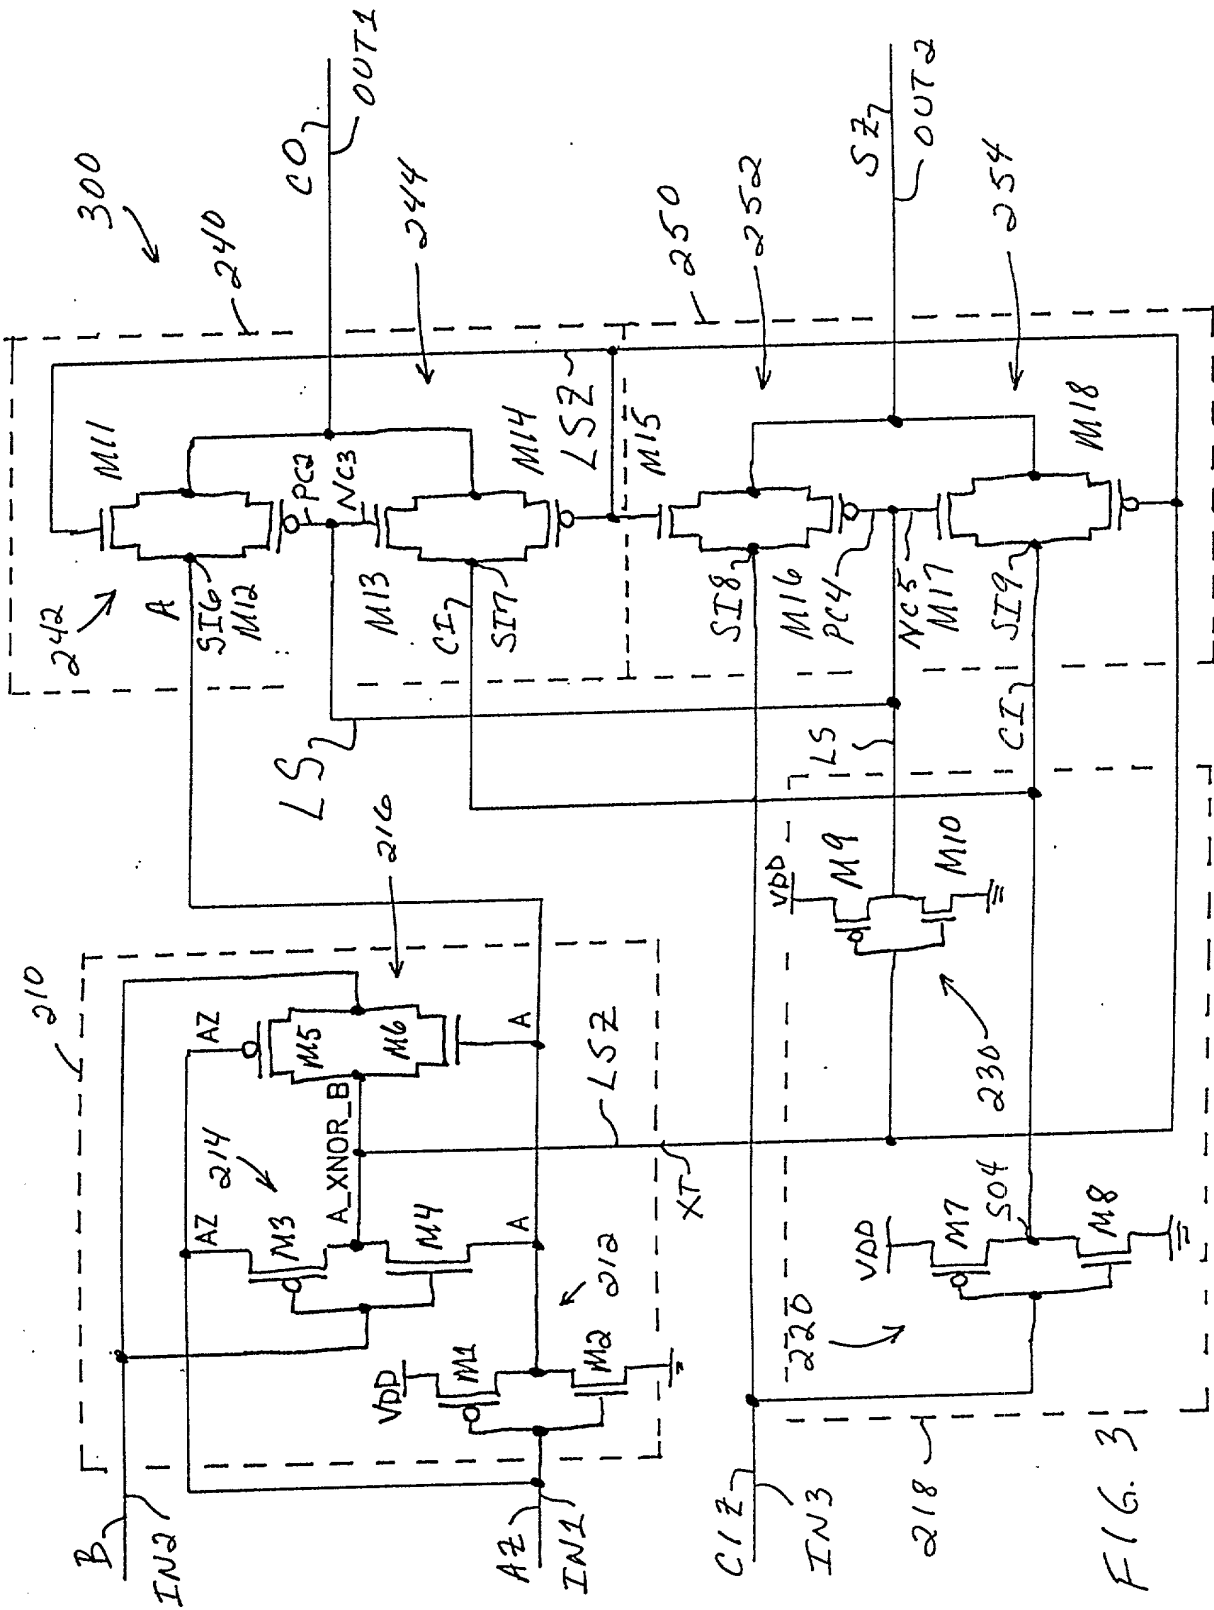 300
CO
OUT1
240
244
242
M11
A
SI6
M12
PC2
NC3
M13
CI
SI7
M14
LSZ
250
252
M15
SI8
M16
PC4
NC5
M17
SI9
M18
SZ
OUT2
254
LS
LS
CI
216
210
AZ
M5
M6
A
214
AZ
M3
A_XNOR_B
M4
A
212
VDD
M1
M2
LSZ
XT
VDD
M9
M10
230
VDD
M7
SO4
M8
220
218
B
IN2
AZ
IN1
CIZ
IN3
FIG. 3